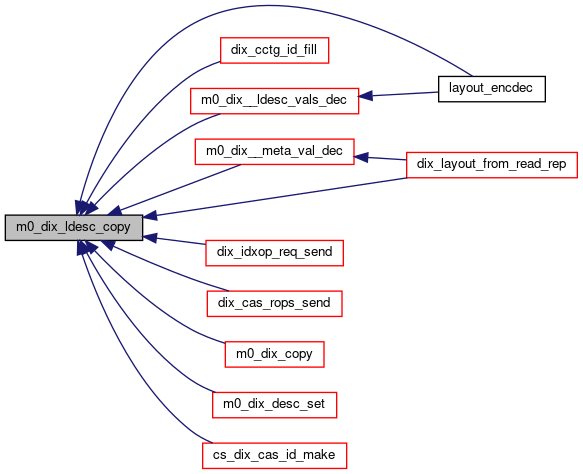 dix_cctg_id_fill
layout_encdec
m0_dix__ldesc_vals_dec
m0_dix__meta_val_dec
dix_layout_from_read_rep
m0_dix_ldesc_copy
dix_idxop_req_send
dix_cas_rops_send
m0_dix_copy
m0_dix_desc_set
cs_dix_cas_id_make